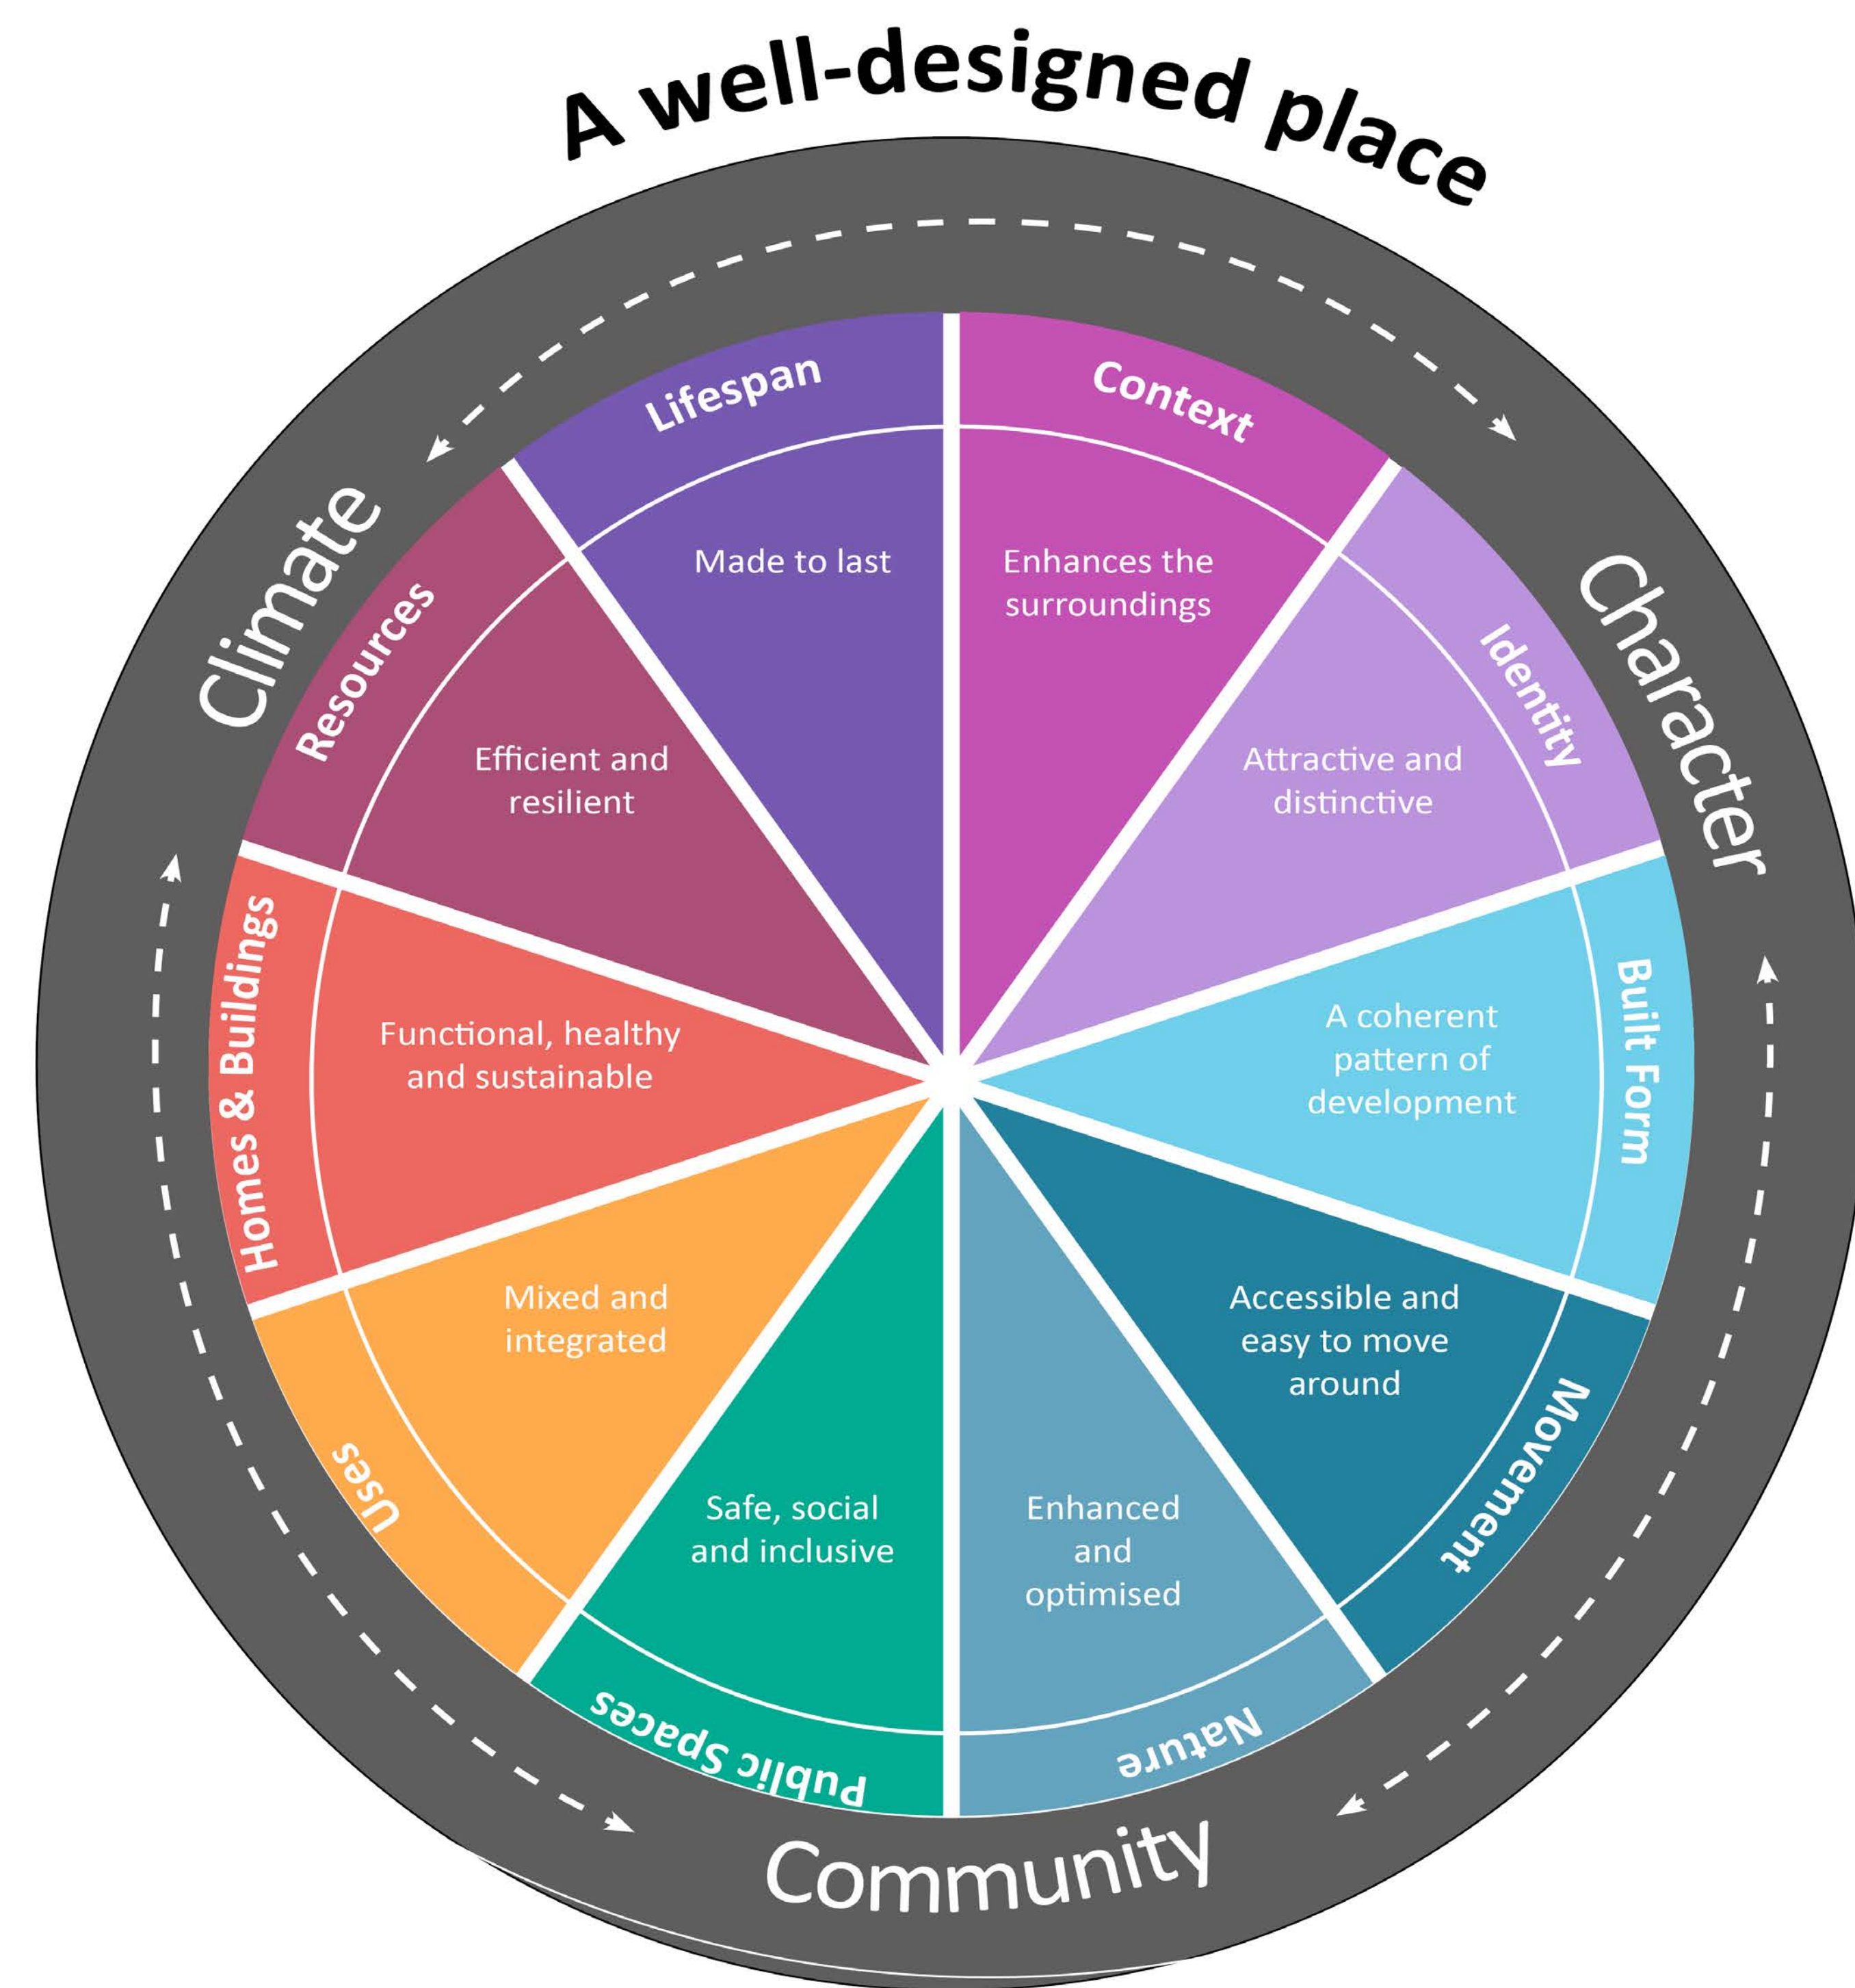 A well-designed place
Climate
Character
Community
Context
Enhances the
surroundings
Identity
Attractive and
distinctive
Built Form
A coherent
pattern of
development
Movement
Accessible and
easy to move
around
Nature
Enhanced
and
optimised
Public Spaces
Safe, social
and inclusive
Uses
Mixed and
integrated
Homes & Buildings
Functional, healthy
and sustainable
Resources
Efficient and
resilient
Lifespan
Made to last